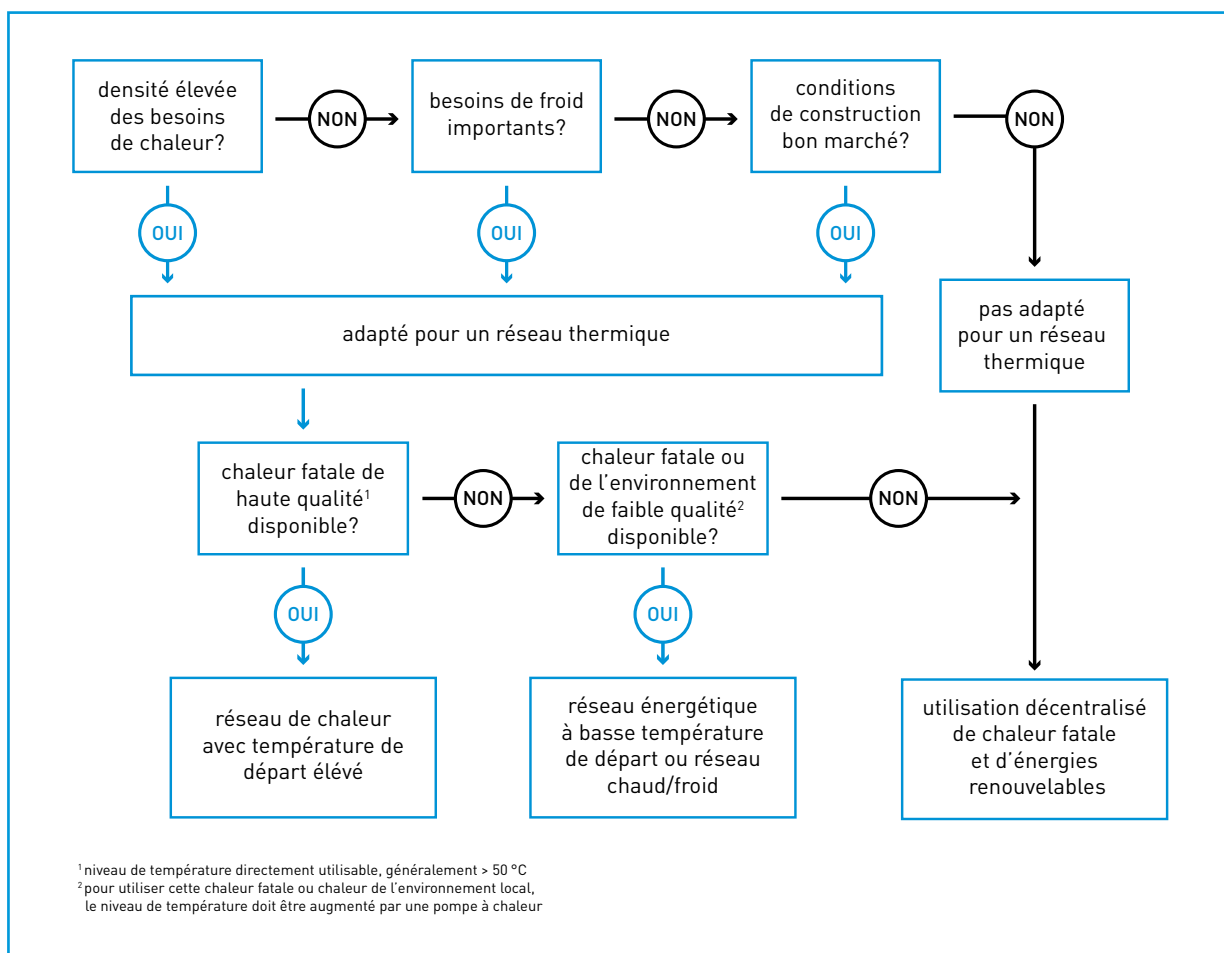 densité élevée
des besoins
de chaleur?
NON
besoins de froid
importants?
NON
conditions
de construction
bon marché?
NON
OUI
OUI
OUI
adapté pour un réseau thermique
pas adapté
pour un réseau
thermique
chaleur fatale de
haute qualité¹
disponible?
NON
chaleur fatale ou
de l’environnement
de faible qualité²
disponible?
NON
OUI
OUI
réseau de chaleur
avec température de
départ élévé
réseau énergétique
à basse température
de départ ou réseau
chaud/froid
utilisation décentralisé
de chaleur fatale
et d’énergies
renouvelables
¹ niveau de température directement utilisable, généralement > 50 °C
² pour utiliser cette chaleur fatale ou chaleur de l’environnement local,
le niveau de température doit être augmenté par une pompe à chaleur